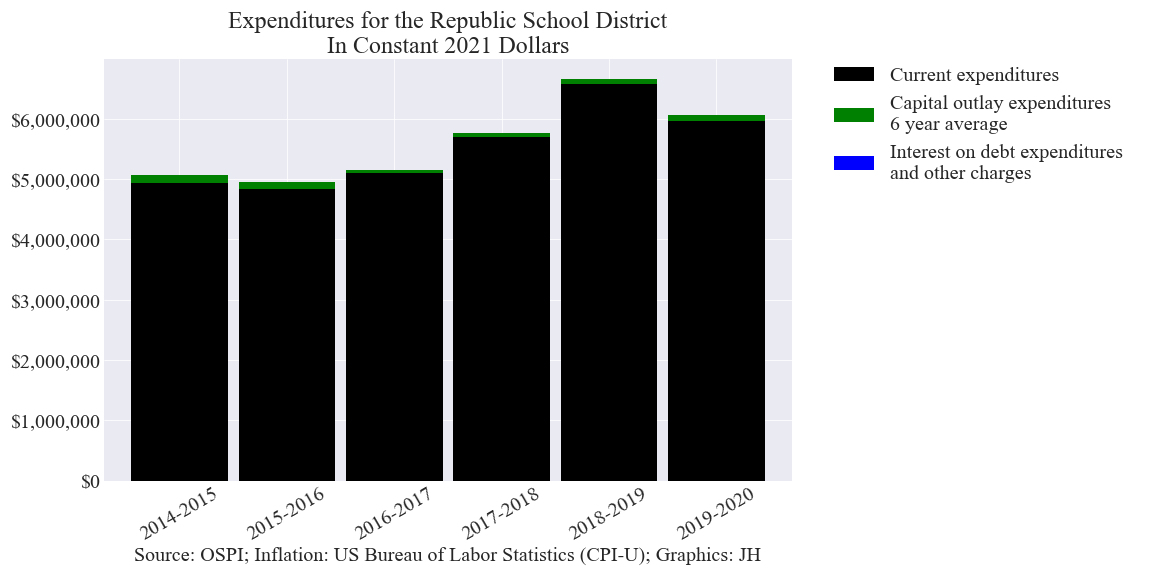 Expenditures for the Republic School District
In Constant 2021 Dollars
Current expenditures
Capital outlay expenditures
6 year average
Interest on debt expenditures
and other charges
$6,000,000
$5,000,000
$4,000,000
$3,000,000
$2,000,000
$1,000,000
$0
2014-2015
2015-2016
2016-2017
2017-2018
2018-2019
2019-2020
Source: OSPI; Inflation: US Bureau of Labor Statistics (CPI-U); Graphics: JH